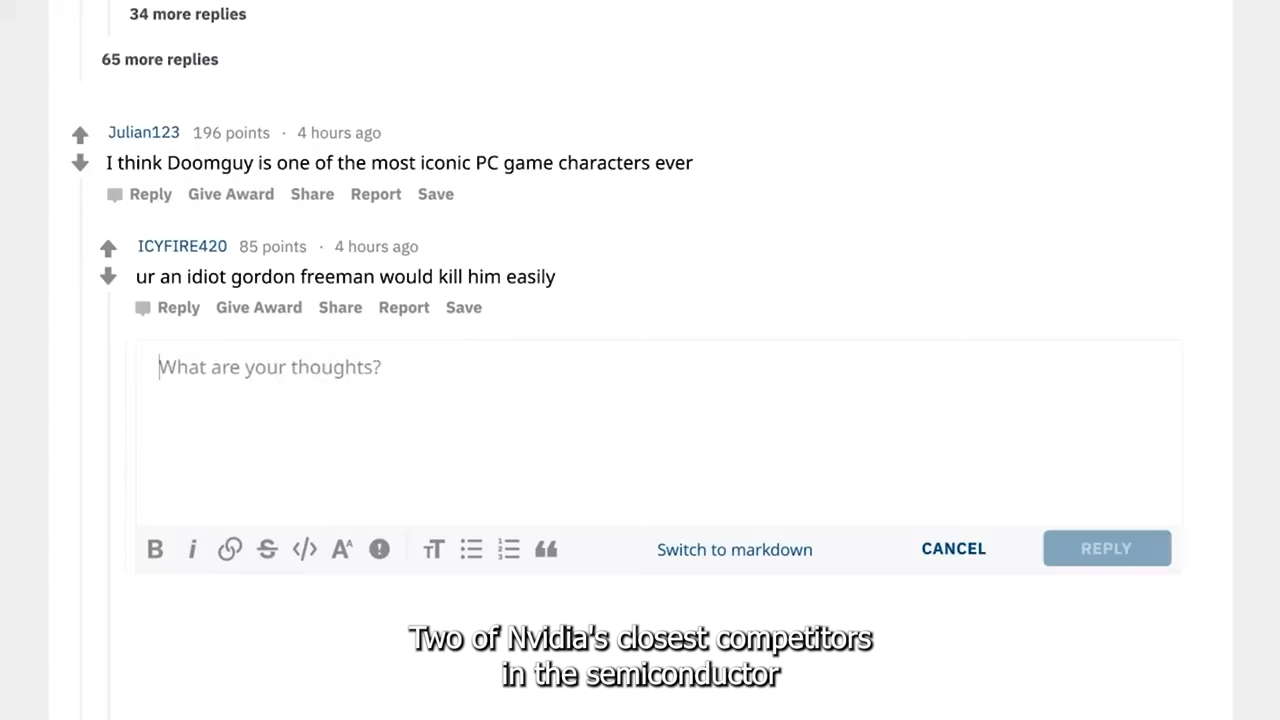 34 more replies
65 more replies
Julian123 196 points · 4 hours ago
I think Doomguy is one of the most iconic PC game characters ever
Reply Give Award Share Report Save
ICYFIRE420 85 points · 4 hours ago
ur an idiot gordon freeman would kill him easily
Reply Give Award Share Report Save
What are your thoughts?
B i S </> A^ T T Switch to markdown CANCEL REPLY
Two of Nvidia's closest competitors
in the semiconductor